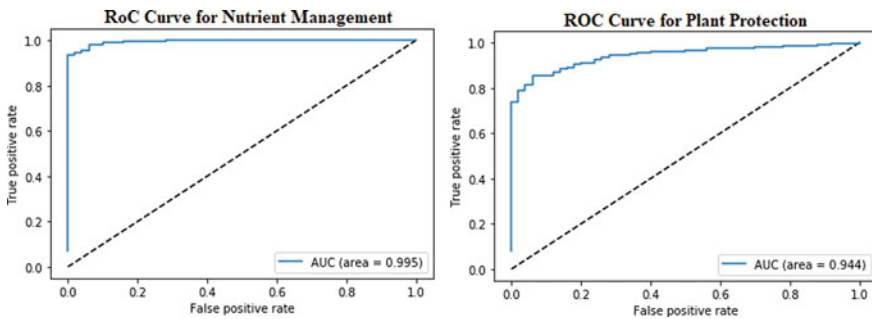 RoC Curve for Nutrient Management
1.0
0.8
0.6
0.4
0.2
0.0
True positive rate
0.0 0.2 0.4 0.6 0.8 1.0
False positive rate
AUC (area = 0.995)
ROC Curve for Plant Protection
1.0
0.8
0.6
0.4
0.2
0.0
True positive rate
0.0 0.2 0.4 0.6 0.8 1.0
False positive rate
AUC (area = 0.944)